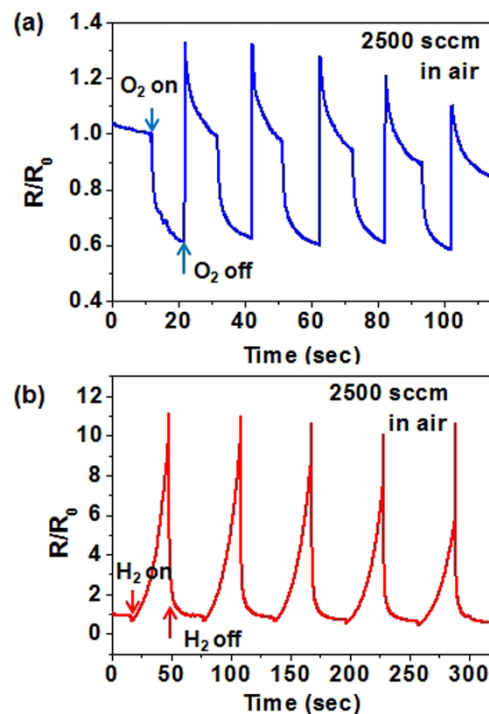 (a)
1.4
1.2
1.0
0.8
0.6
0.4
R/R₀
2500 sccm
in air
O₂ on
O₂ off
0 20 40 60 80 100
Time (sec)
(b)
12
10
8
6
4
2
0
R/R₀
2500 sccm
in air
H₂ on
H₂ off
0 50 100 150 200 250 300
Time (sec)